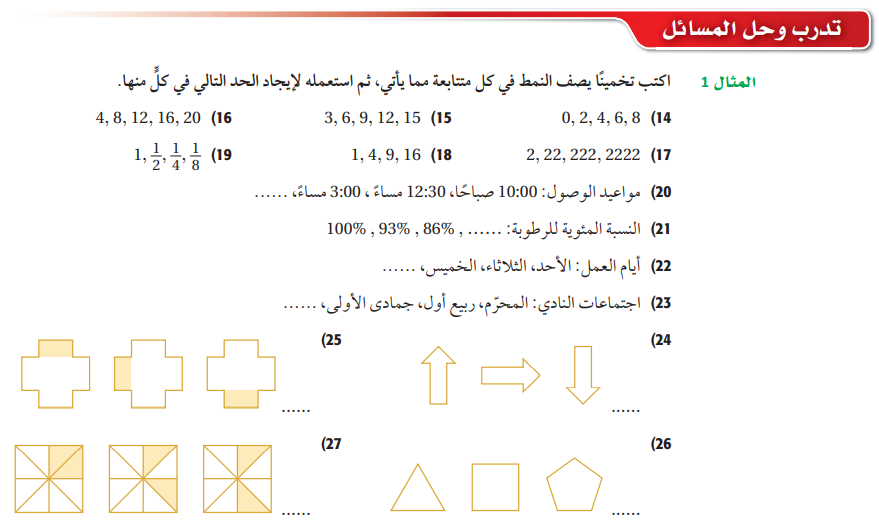 تدرب وحل المسائل
المثال 1 اكتب تخمينًا يصف النمط في كل متتابعة مما يأتي، ثم استعمله لإيجاد الحد التالي في كلٍّ منها.
(14 0, 2, 4, 6, 8 (15 3, 6, 9, 12, 15 (16 4, 8, 12, 16, 20
(17 2, 22, 222, 2222 (18 1, 4, 9, 16 (19 1, 1/2, 1/4, 1/8
(20 مواعيد الوصول: 10:00 صباحًا، 12:30 مساءً ، 3:00 مساءً، ......
(21 النسبة المئوية للرطوبة: ...... , 86% , 93% , 100%
(22 أيام العمل: الأحد، الثلاثاء، الخميس، ......
(23 اجتماعات النادي: المحرّم، ربيع أول، جمادى الأولى، ......
(24 ...... (25 ......
(26 ...... (27 ......